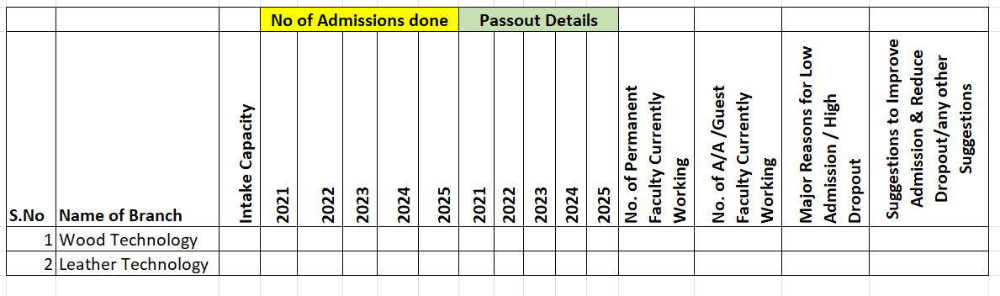 No of Admissions done
Passout Details
S.No
Name of Branch
Intake Capacity
2021
2022
2023
2024
2025
2021
2022
2023
2024
2025
No. of Permanent
Faculty Currently
Working
No. of A/A /Guest
Faculty Currently
Working
Major Reasons for Low
Admission / High
Dropout
Suggestions to Improve
Admission & Reduce
Dropout/any other
Suggestions
1 Wood Technology
2 Leather Technology